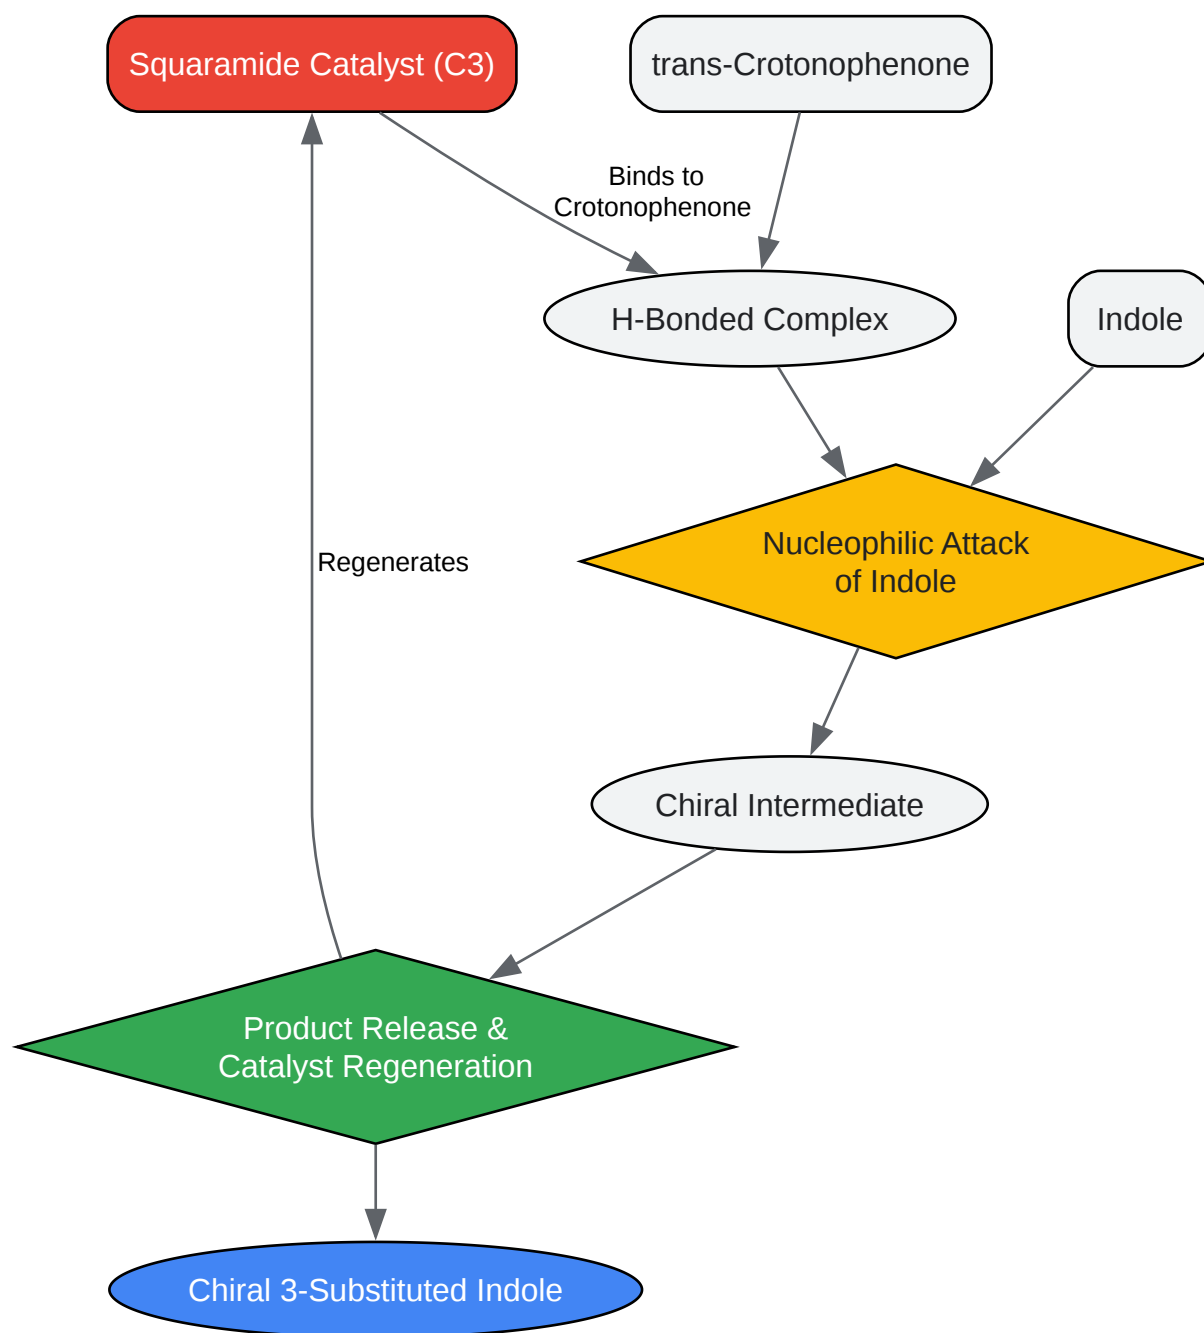 Squaramide Catalyst (C3)
trans-Crotonophenone
Binds to
Crotonophenone
H-Bonded Complex
Indole
Nucleophilic Attack
of Indole
Regenerates
Chiral Intermediate
Product Release &
Catalyst Regeneration
Chiral 3-Substituted Indole